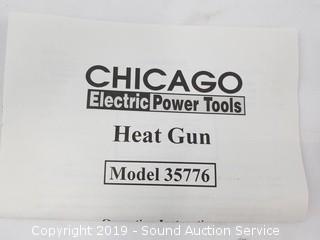 CHICAGO
Electric Power Tools
Heat Gun
Model 35776
Copyright 2019 - Sound Auction Service